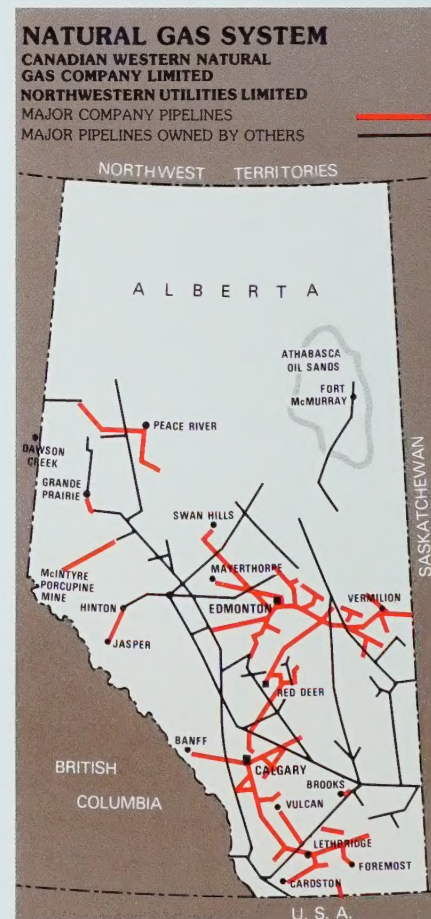 NATURAL GAS SYSTEM
CANADIAN WESTERN NATURAL
GAS COMPANY LIMITED
NORTHWESTERN UTILITIES LIMITED
MAJOR COMPANY PIPELINES
MAJOR PIPELINES OWNED BY OTHERS
NORTHWEST TERRITORIES
ALBERTA
ATHABASCA
OIL SANDS
FORT
McMURRAY
PEACE RIVER
DAWSON
CREEK
GRANDE
PRAIRIE
SASKATCHEWAN
SWAN HILLS
MAYERTHORPE
McINTYRE
PORCUPINE
MINE
HINTON
EDMONTON
VERMILION
JASPER
RED DEER
BANFF
CALGARY
BRITISH
COLUMBIA
BROOKS
VULCAN
LETHBRIDGE
FOREMOST
CARDSTON
U. S. A.